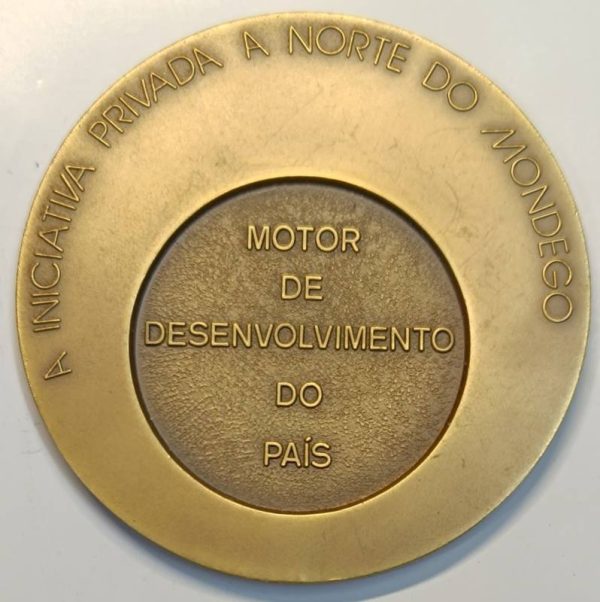 A INICIATIVA PRIVADA A NORTE DO MONDEGO
MOTOR
DE
DESENVOLVIMENTO
DO
PAÍS